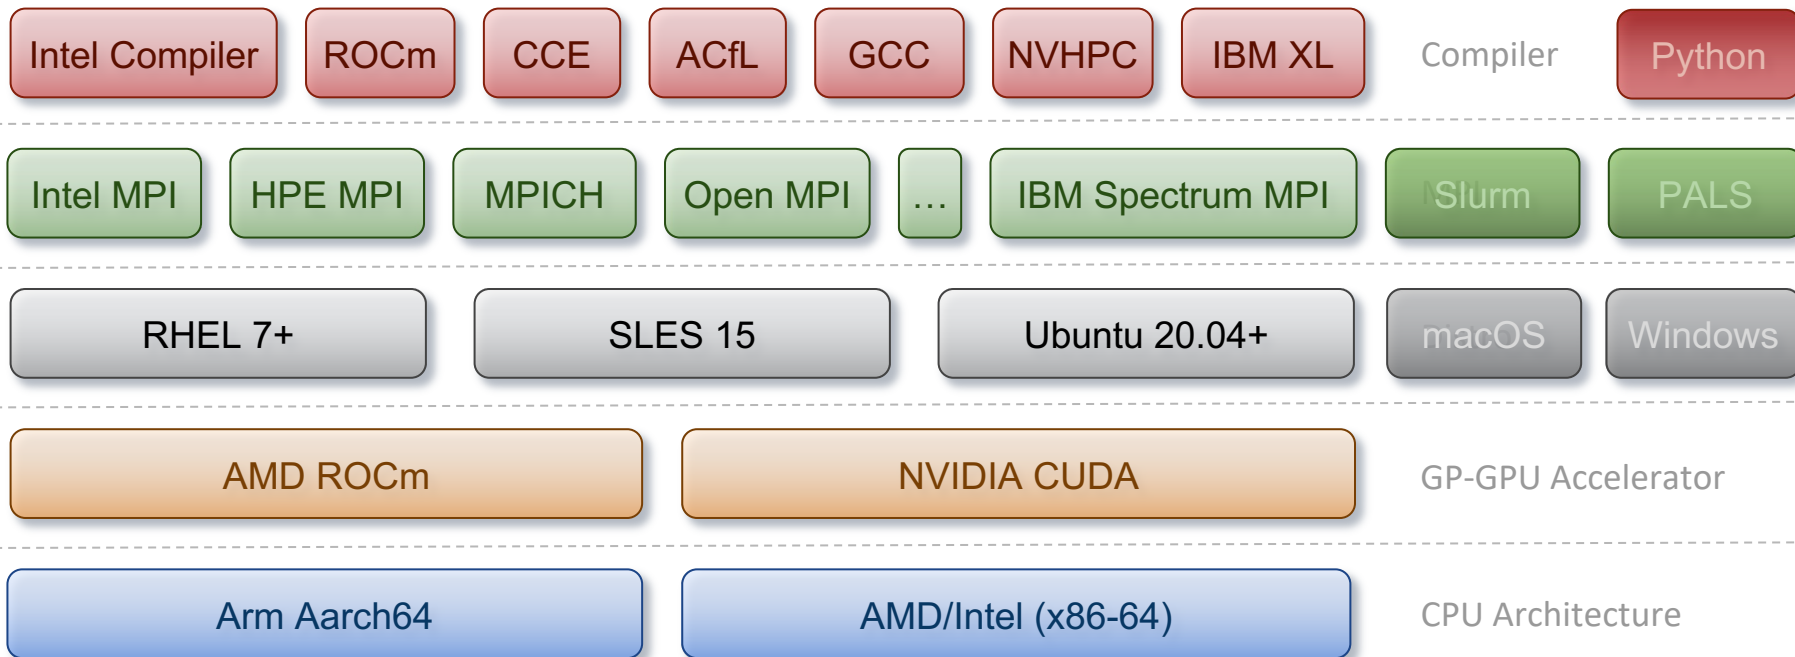 Intel Compiler ROCm CCE ACfL GCC NVHPC IBM XL Compiler Python
Intel MPI HPE MPI MPICH Open MPI ... IBM Spectrum MPI Slurm PALS
RHEL 7+ SLES 15 Ubuntu 20.04+ macOS Windows
AMD ROCm NVIDIA CUDA GP-GPU Accelerator
Arm Aarch64 AMD/Intel (x86-64) CPU Architecture